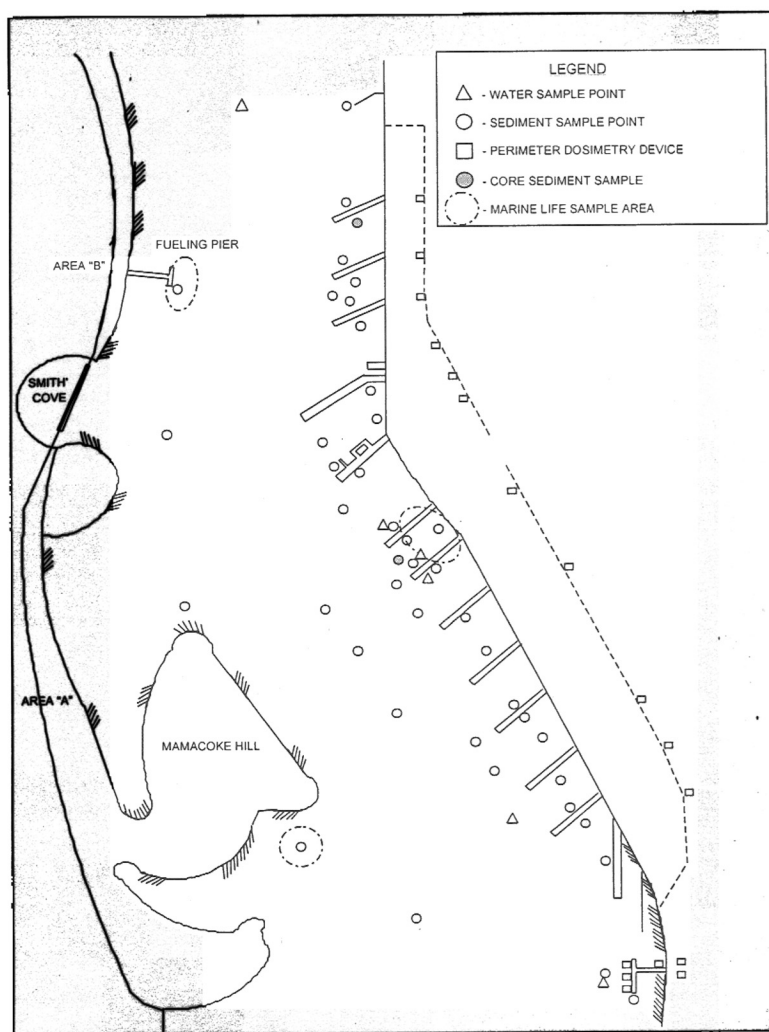 LEGEND
- WATER SAMPLE POINT
- SEDIMENT SAMPLE POINT
- PERIMETER DOSIMETRY DEVICE
- CORE SEDIMENT SAMPLE
- MARINE LIFE SAMPLE AREA
FUELING PIER
AREA "B"
SMITH'
COVE
AREA "A"
MAMACOKE HILL